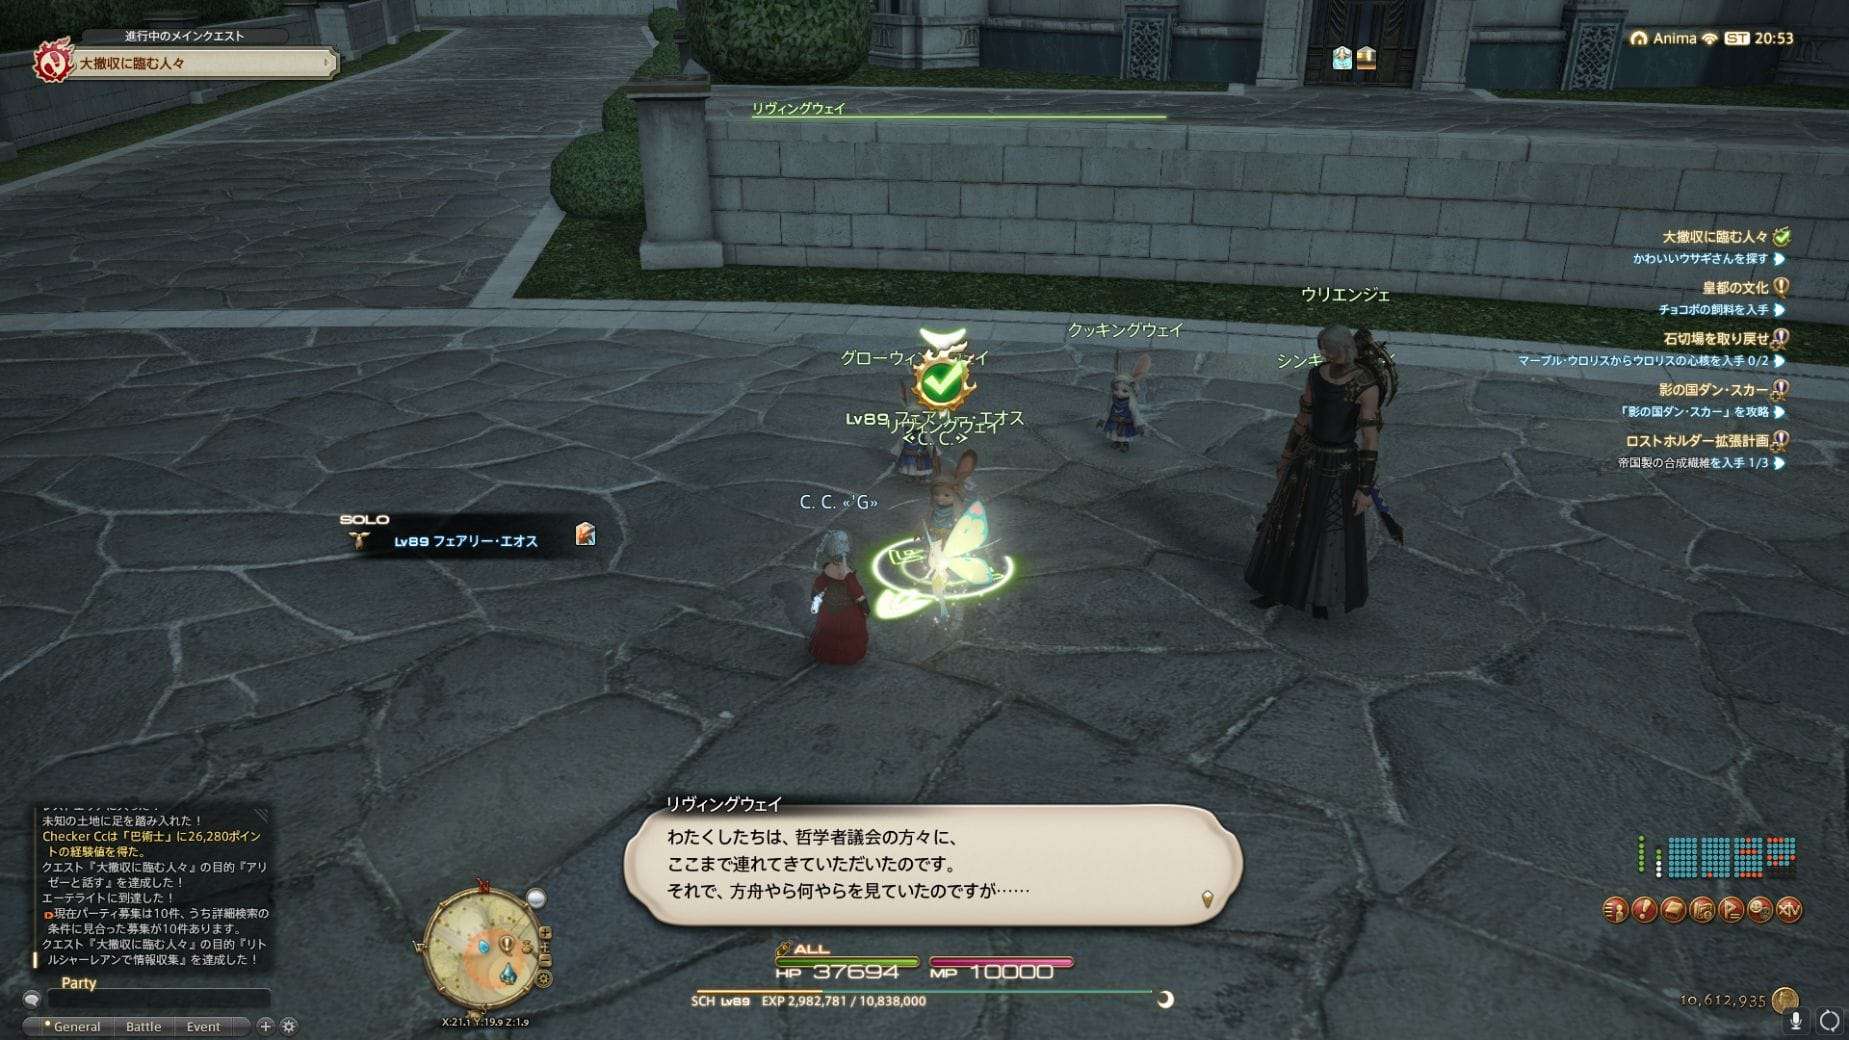 進行中のメインクエスト
大撤収に臨む人々
Anima ST 20:53
リヴィングウェイ
大撤収に臨む人々
かわいいウサギさんを探す
皇都の文化
チョコボの飼料を入手
石切場を取り戻せ
マーブル・ウロリスからウロリスの心核を入手 0/2
影の国ダン・スカー
「影の国ダン・スカー」を攻略
ロストホルダー拡張計画
帝国製の合成繊維を入手 1/3
ウリエンジェ
クッキングウェイ
シンキ
グローウィ
ェイ
Lv89 フェアリー・エオス
リヴィングウェイ
«C. C.»
C. C. «'G»
SOLO
Lv89 フェアリー・エオス
未知の土地に足を踏み入れた！
Checker Ccは「巴術士」に26,280ポイン
トの経験値を得た。
クエスト『大撤収に臨む人々』の目的『アリ
ゼーと話す』を達成した！
エーテライトに到達した！
現在パーティ募集は10件、うち詳細検索の
条件に見合った募集が10件あります。
クエスト『大撤収に臨む人々』の目的『リト
ルシャーレアンで情報収集』を達成した！
Party
General Battle Event
X:21.1 Y:19.9 Z:1.9
リヴィングウェイ
わたくしたちは、哲学者議会の方々に、
ここまで連れてきていただいたのです。
それで、方舟やら何やらを見ていたのですが……
ALL
HP 37694 MP 10000
SCH Lv89 EXP 2,982,781 / 10,838,000
XIV
10,612,935